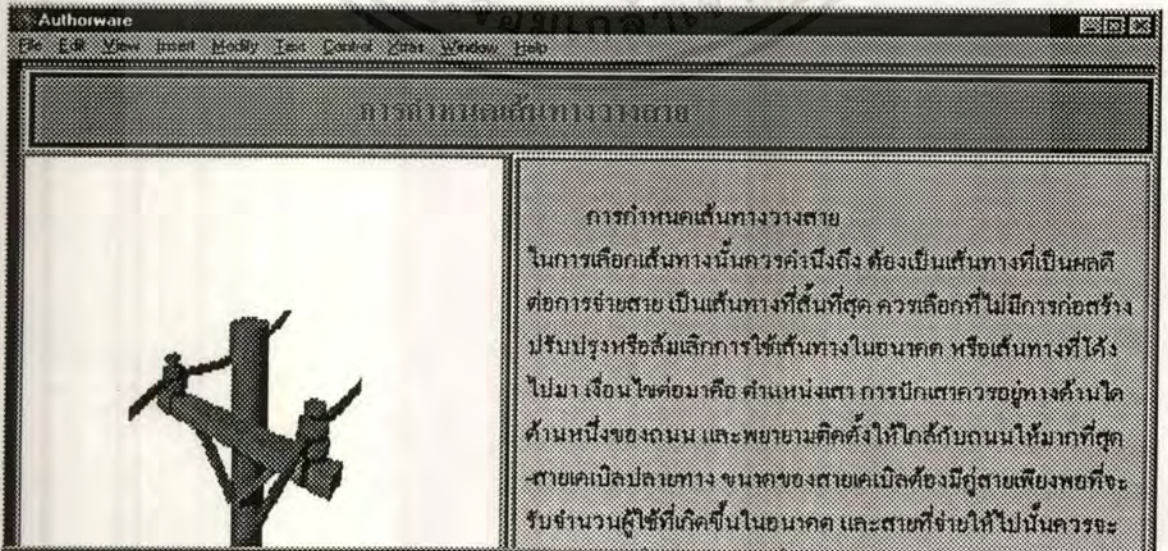 Authorware
File Edit View Insert Modify Text Control Xtras Window Help
การกำหนดเส้นทางวางสาย
การกำหนดเส้นทางวางสาย
ในการเลือกเส้นทางนั้นควรคำนึงถึง ต้องเป็นเส้นทางที่เป็นผลดี
ต่อการจ่ายสาย เป็นเส้นทางที่สั้นที่สุด ควรเลือกที่ไม่มีการก่อสร้าง
ปรับปรุงหรือล้มเลิกการใช้เส้นทางในอนาคต หรือเส้นทางที่โค้ง
ไปมา เงื่อนไขต่อมาคือ ตำแหน่งเสา การปักเสาควรอยู่ทางด้านใด
ด้านหนึ่งของถนน และพยายามติดตั้งให้ใกล้กับถนนให้มากที่สุด
-สายเคเบิลปลายทาง ขนาดของสายเคเบิลต้องมีคู่สายเพียงพอที่จะ
รับจำนวนผู้ใช้ที่เกิดขึ้นในอนาคต และสายที่จ่ายให้ไปนั้นควรจะ